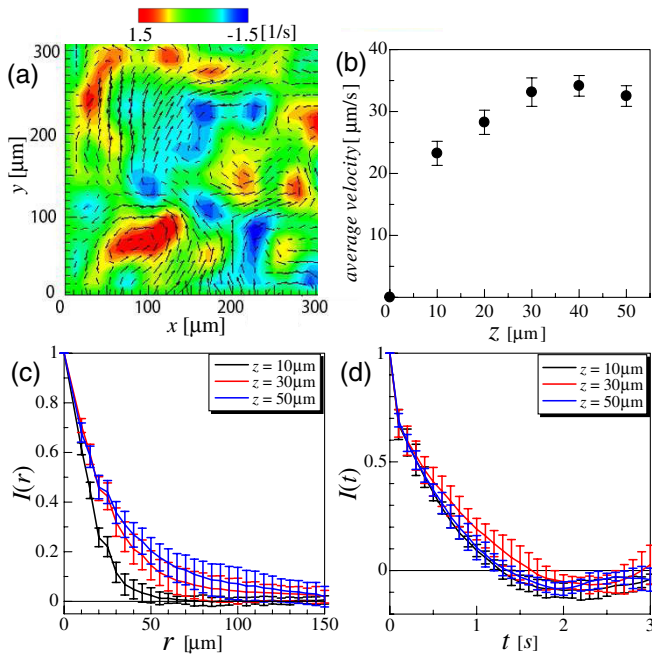 1.5 -1.5 [1/s]
(a)
300
200
100
0
y [µm]
0 100 200 300
x [µm]
(b)
40
30
20
10
0
average velocity [µm/s]
0 10 20 30 40 50
z [µm]
(c)
z = 10µm
z = 30µm
z = 50µm
1
0.8
0.6
0.4
0.2
0
I(r)
0 50 100 150
r [µm]
(d)
z = 10µm
z = 30µm
z = 50µm
1
0.5
0
I(t)
0 1 2 3
t [s]